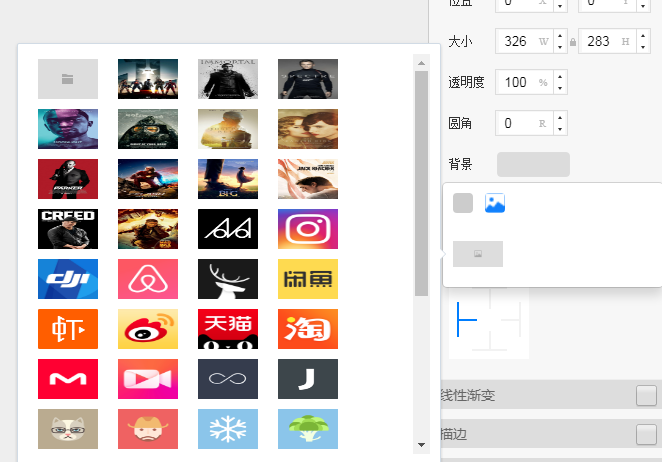 位置 0 X 0 Y
大小 326 W 283 H
透明度 100 %
圆角 0 R
背景
IMMORTAL
SPECTRE
PARKER
BFG
JACK REACHER
CREED
dji
闲鱼
虾
天猫
淘
线性渐变
描边